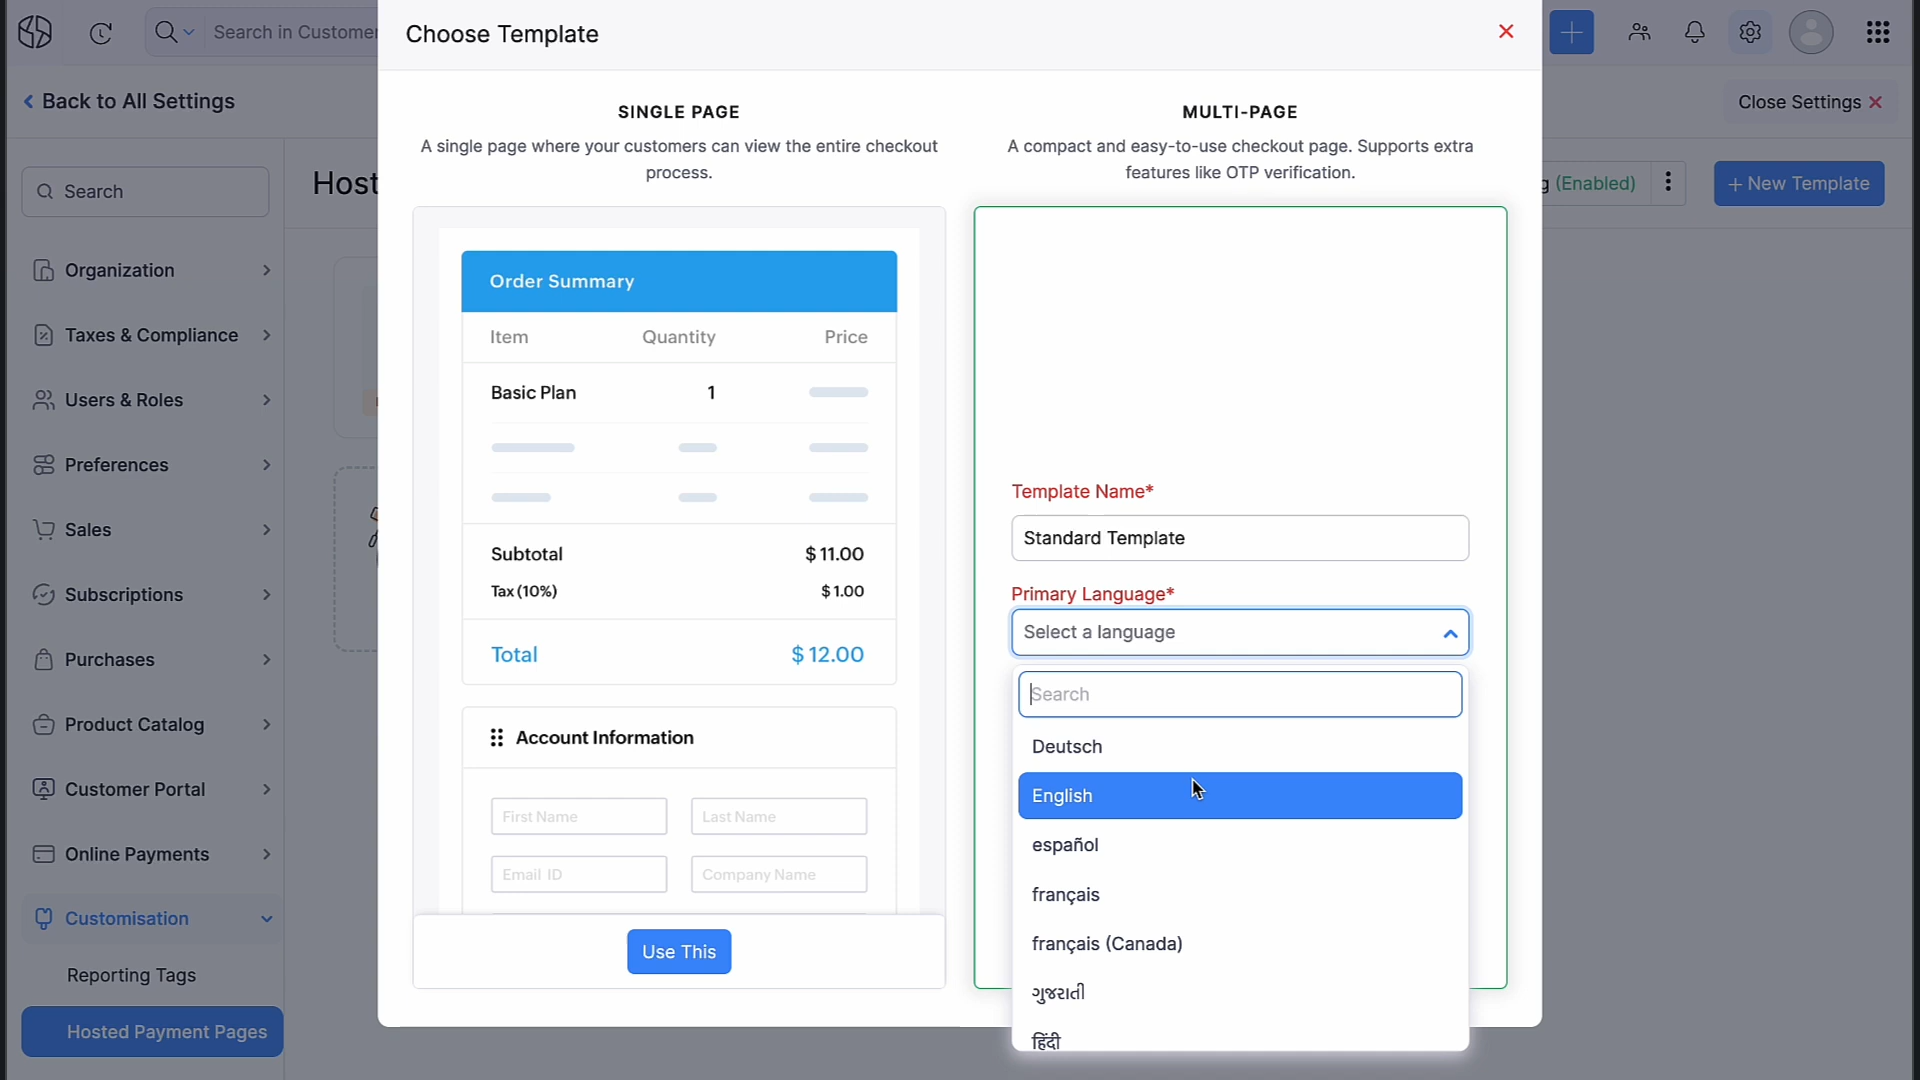 Search in Customer
Choose Template
Back to All Settings
Close Settings
Search
Host
g (Enabled)
+ New Template
Organization
Taxes & Compliance
Users & Roles
Preferences
Sales
Subscriptions
Purchases
Product Catalog
Customer Portal
Online Payments
Customisation
Reporting Tags
Hosted Payment Pages
SINGLE PAGE
A single page where your customers can view the entire checkout
process.
Order Summary
Item Quantity Price
Basic Plan 1
Subtotal $11.00
Tax (10%) $1.00
Total $12.00
Account Information
First Name Last Name
Email ID Company Name
Use This
MULTI-PAGE
A compact and easy-to-use checkout page. Supports extra
features like OTP verification.
Template Name*
Standard Template
Primary Language*
Select a language
Search
Deutsch
English
español
français
français (Canada)
ગુજરાતી
हिंदी